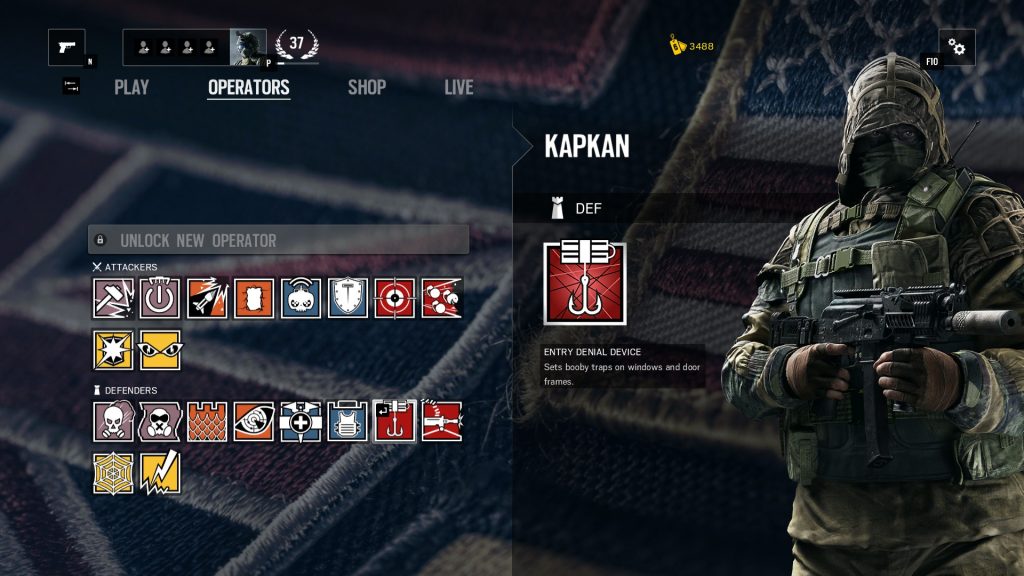 N
P
37
3488
F10
PLAY
OPERATORS
SHOP
LIVE
KAPKAN
DEF
UNLOCK NEW OPERATOR
ATTACKERS
DEFENDERS
ENTRY DENIAL DEVICE
Sets booby traps on windows and door
frames.